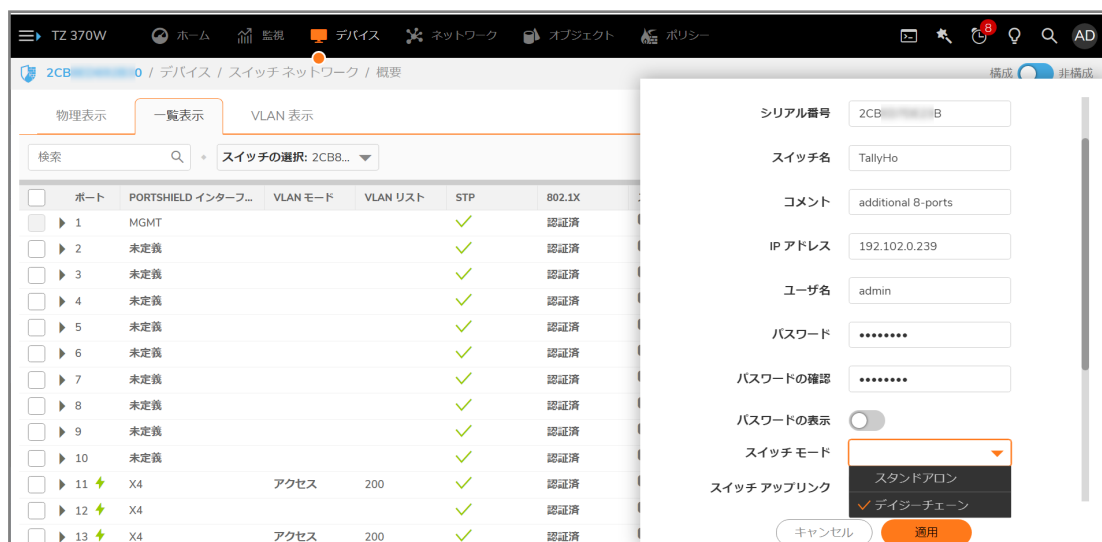 TZ 370W ホーム 監視 デバイス ネットワーク オブジェクト ポリシー 8 AD
2CB 0 / デバイス / スイッチ ネットワーク / 概要 構成 非構成
物理表示 一覧表示 VLAN 表示
検索 スイッチの選択: 2CB8...
ポート PORTSHIELD インターフ... VLAN モード VLAN リスト STP 802.1X
1 MGMT 認証済
2 未定義 認証済
3 未定義 認証済
4 未定義 認証済
5 未定義 認証済
6 未定義 認証済
7 未定義 認証済
8 未定義 認証済
9 未定義 認証済
10 未定義 認証済
11 X4 アクセス 200 認証済
12 X4 認証済
13 X4 アクセス 200 認証済
シリアル番号 2CB B
スイッチ名 TallyHo
コメント additional 8-ports
IP アドレス 192.102.0.239
ユーザ名 admin
パスワード ••••••••
パスワードの確認 ••••••••
パスワードの表示
スイッチ モード
スタンドアロン
スイッチ アップリンク
デイジーチェーン
キャンセル 適用